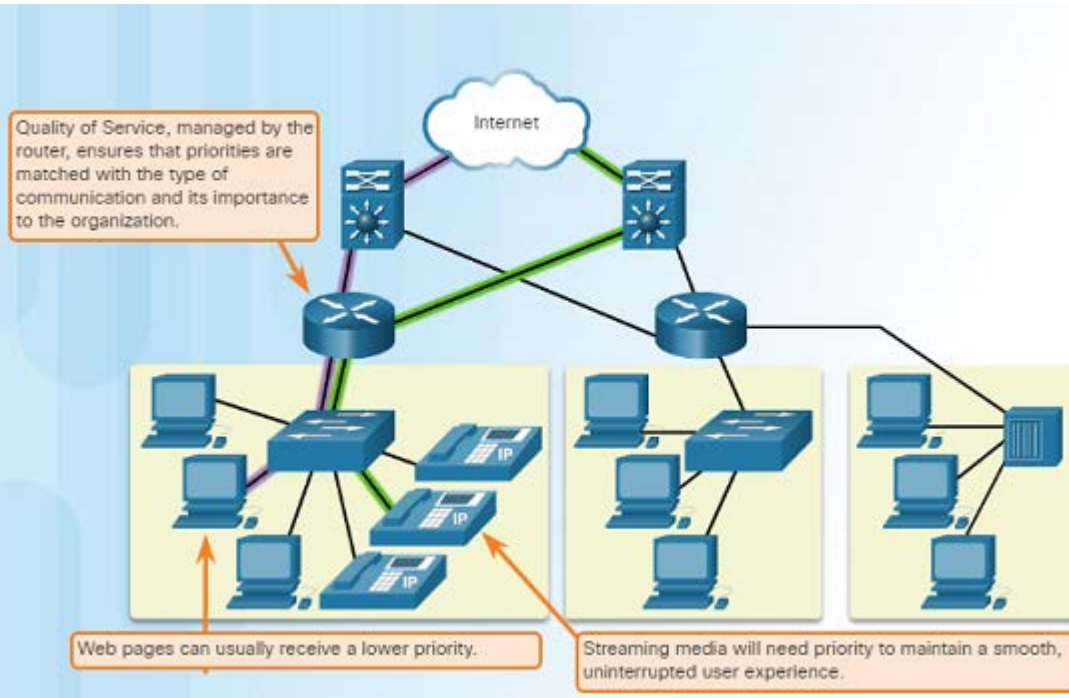 Internet
Quality of Service, managed by the
router, ensures that priorities are
matched with the type of
communication and its importance
to the organization.
IP
IP
IP
Web pages can usually receive a lower priority.
Streaming media will need priority to maintain a smooth,
uninterrupted user experience.